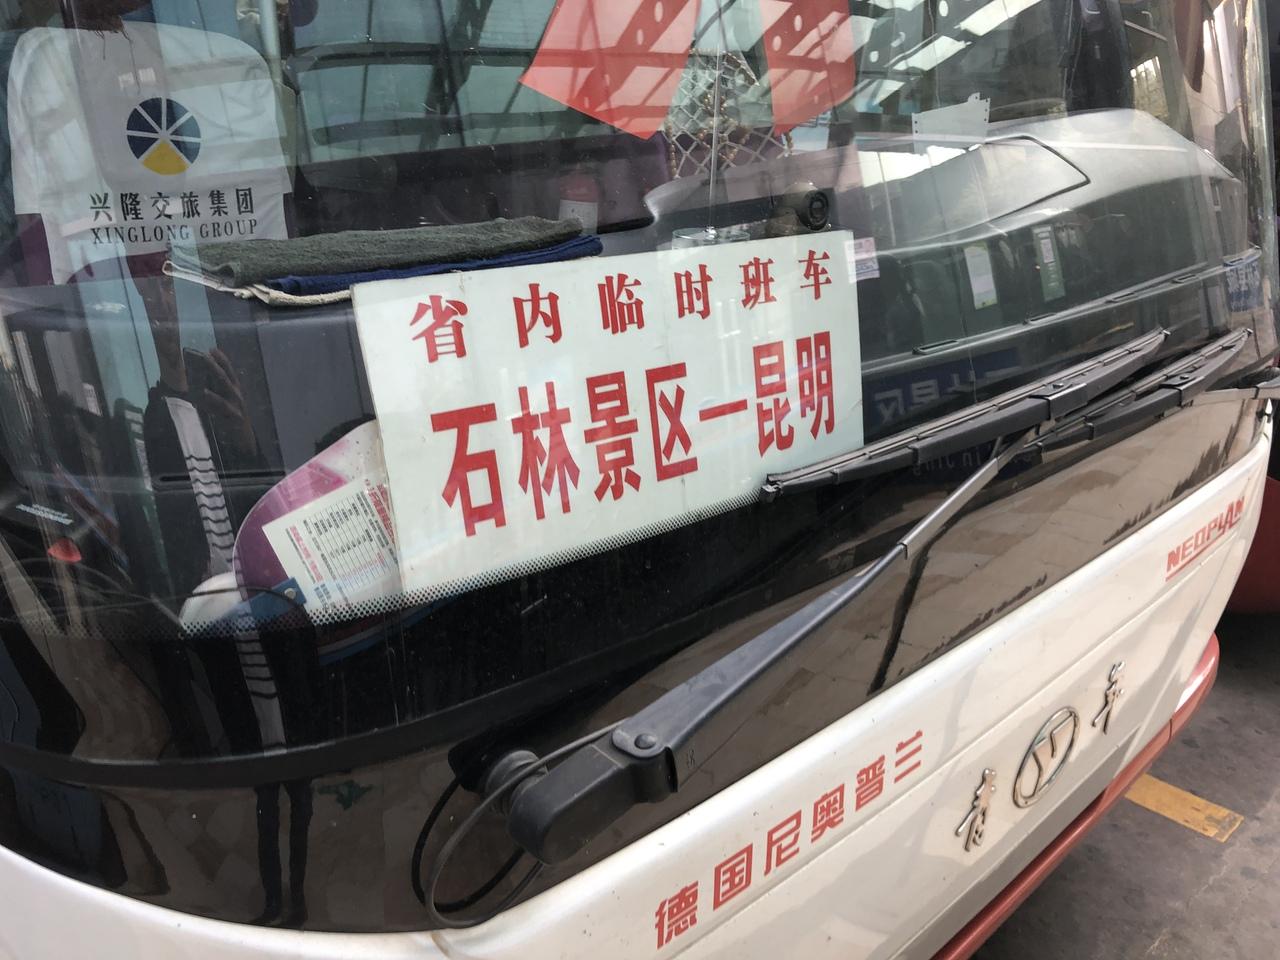 兴隆交旅集团
XINGLONG GROUP
省内临时班车
石林景区一昆明
NEOPLAN
德国尼奥普兰
青 年